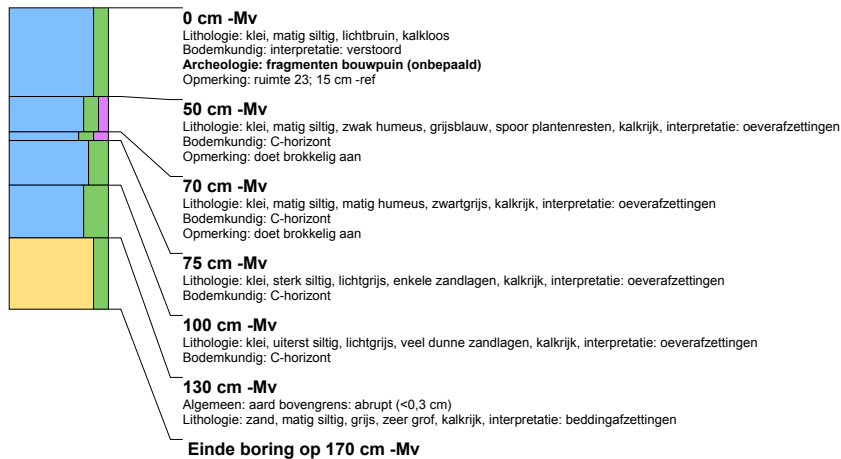 0 cm -Mv
Lithologie: klei, matig siltig, lichtbruin, kalkloos
Bodemkundig: interpretatie: verstoord
Archeologie: fragmenten bouwpuin (onbepaald)
Opmerking: ruimte 23; 15 cm -ref
50 cm -Mv
Lithologie: klei, matig siltig, zwak humeus, grijsblauw, spoor plantenresten, kalkrijk, interpretatie: oeverafzettingen
Bodemkundig: C-horizont
Opmerking: doet brokkelig aan
70 cm -Mv
Lithologie: klei, matig siltig, matig humeus, zwartgrijs, kalkrijk, interpretatie: oeverafzettingen
Bodemkundig: C-horizont
Opmerking: doet brokkelig aan
75 cm -Mv
Lithologie: klei, sterk siltig, lichtgrijs, enkele zandlagen, kalkrijk, interpretatie: oeverafzettingen
Bodemkundig: C-horizont
100 cm -Mv
Lithologie: klei, uiterst siltig, lichtgrijs, veel dunne zandlagen, kalkrijk, interpretatie: oeverafzettingen
Bodemkundig: C-horizont
130 cm -Mv
Algemeen: aard bovengrens: abrupt (<0,3 cm)
Lithologie: zand, matig siltig, grijs, zeer grof, kalkrijk, interpretatie: beddingafzettingen
Einde boring op 170 cm -Mv